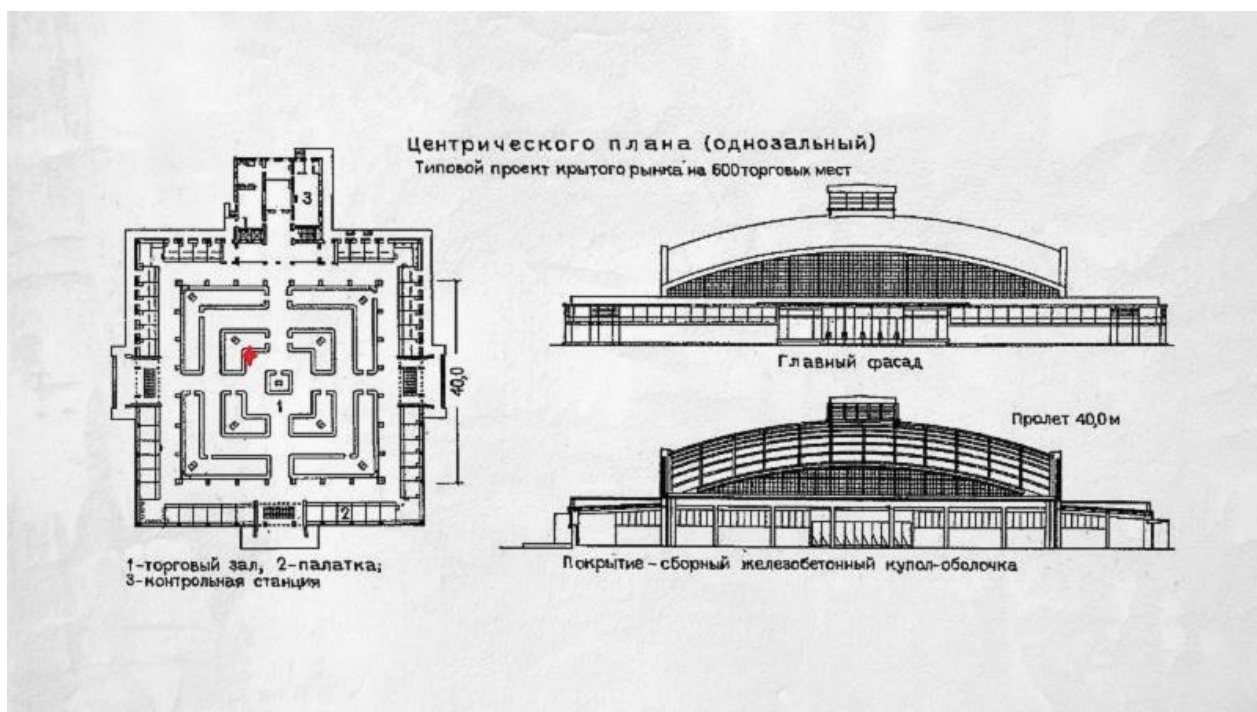 Центрического плана (однозальный)
Типовой проект крытого рынка на 600 торговых мест
3
1
2
40,0
1-торговый зал, 2-палатка;
3-контрольная станция
Главный фасад
Пролет 40,0 м
Покрытие - сборный железобетонный купол-оболочка